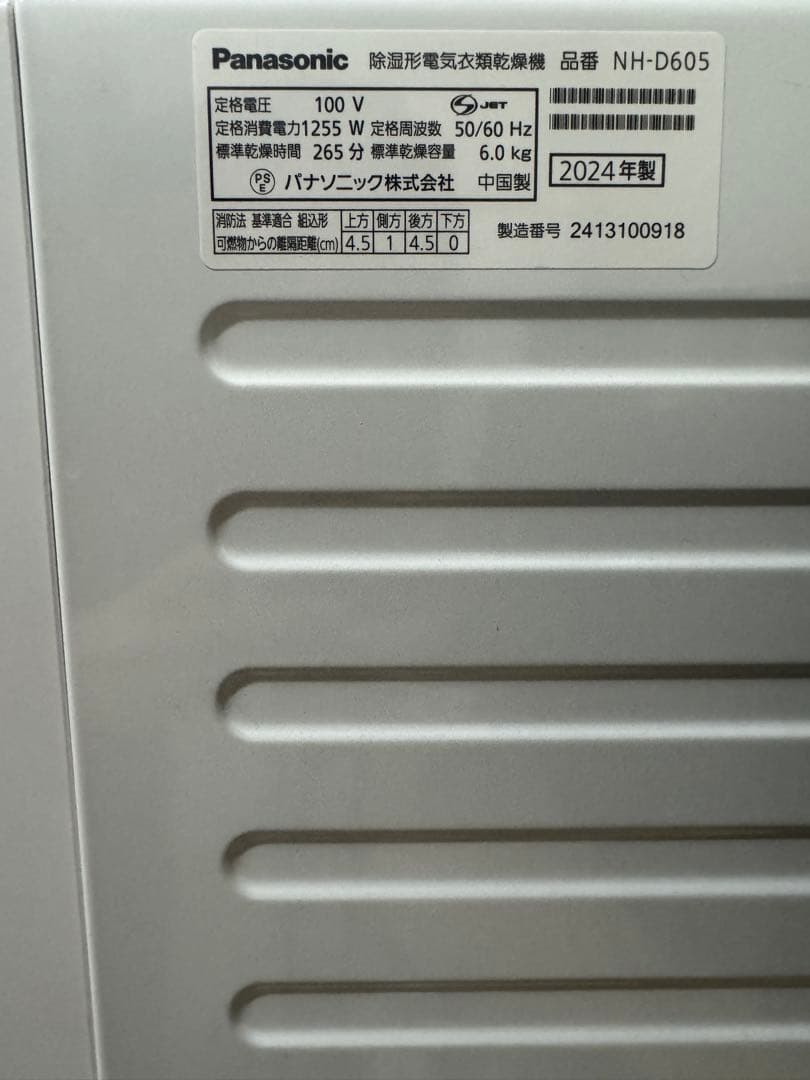 Panasonic 除湿形電気衣類乾燥機 品番 NH-D605
定格電圧 100 V JET
定格消費電力1255 W 定格周波数 50/60 Hz
標準乾燥時間 265 分 標準乾燥容量 6.0 kg
PSE パナソニック株式会社 中国製
2024年製
消防法 基準適合 組込形 上方 側方 後方 下方
可燃物からの離隔距離(cm) 4.5 1 4.5 0
製造番号 2413100918